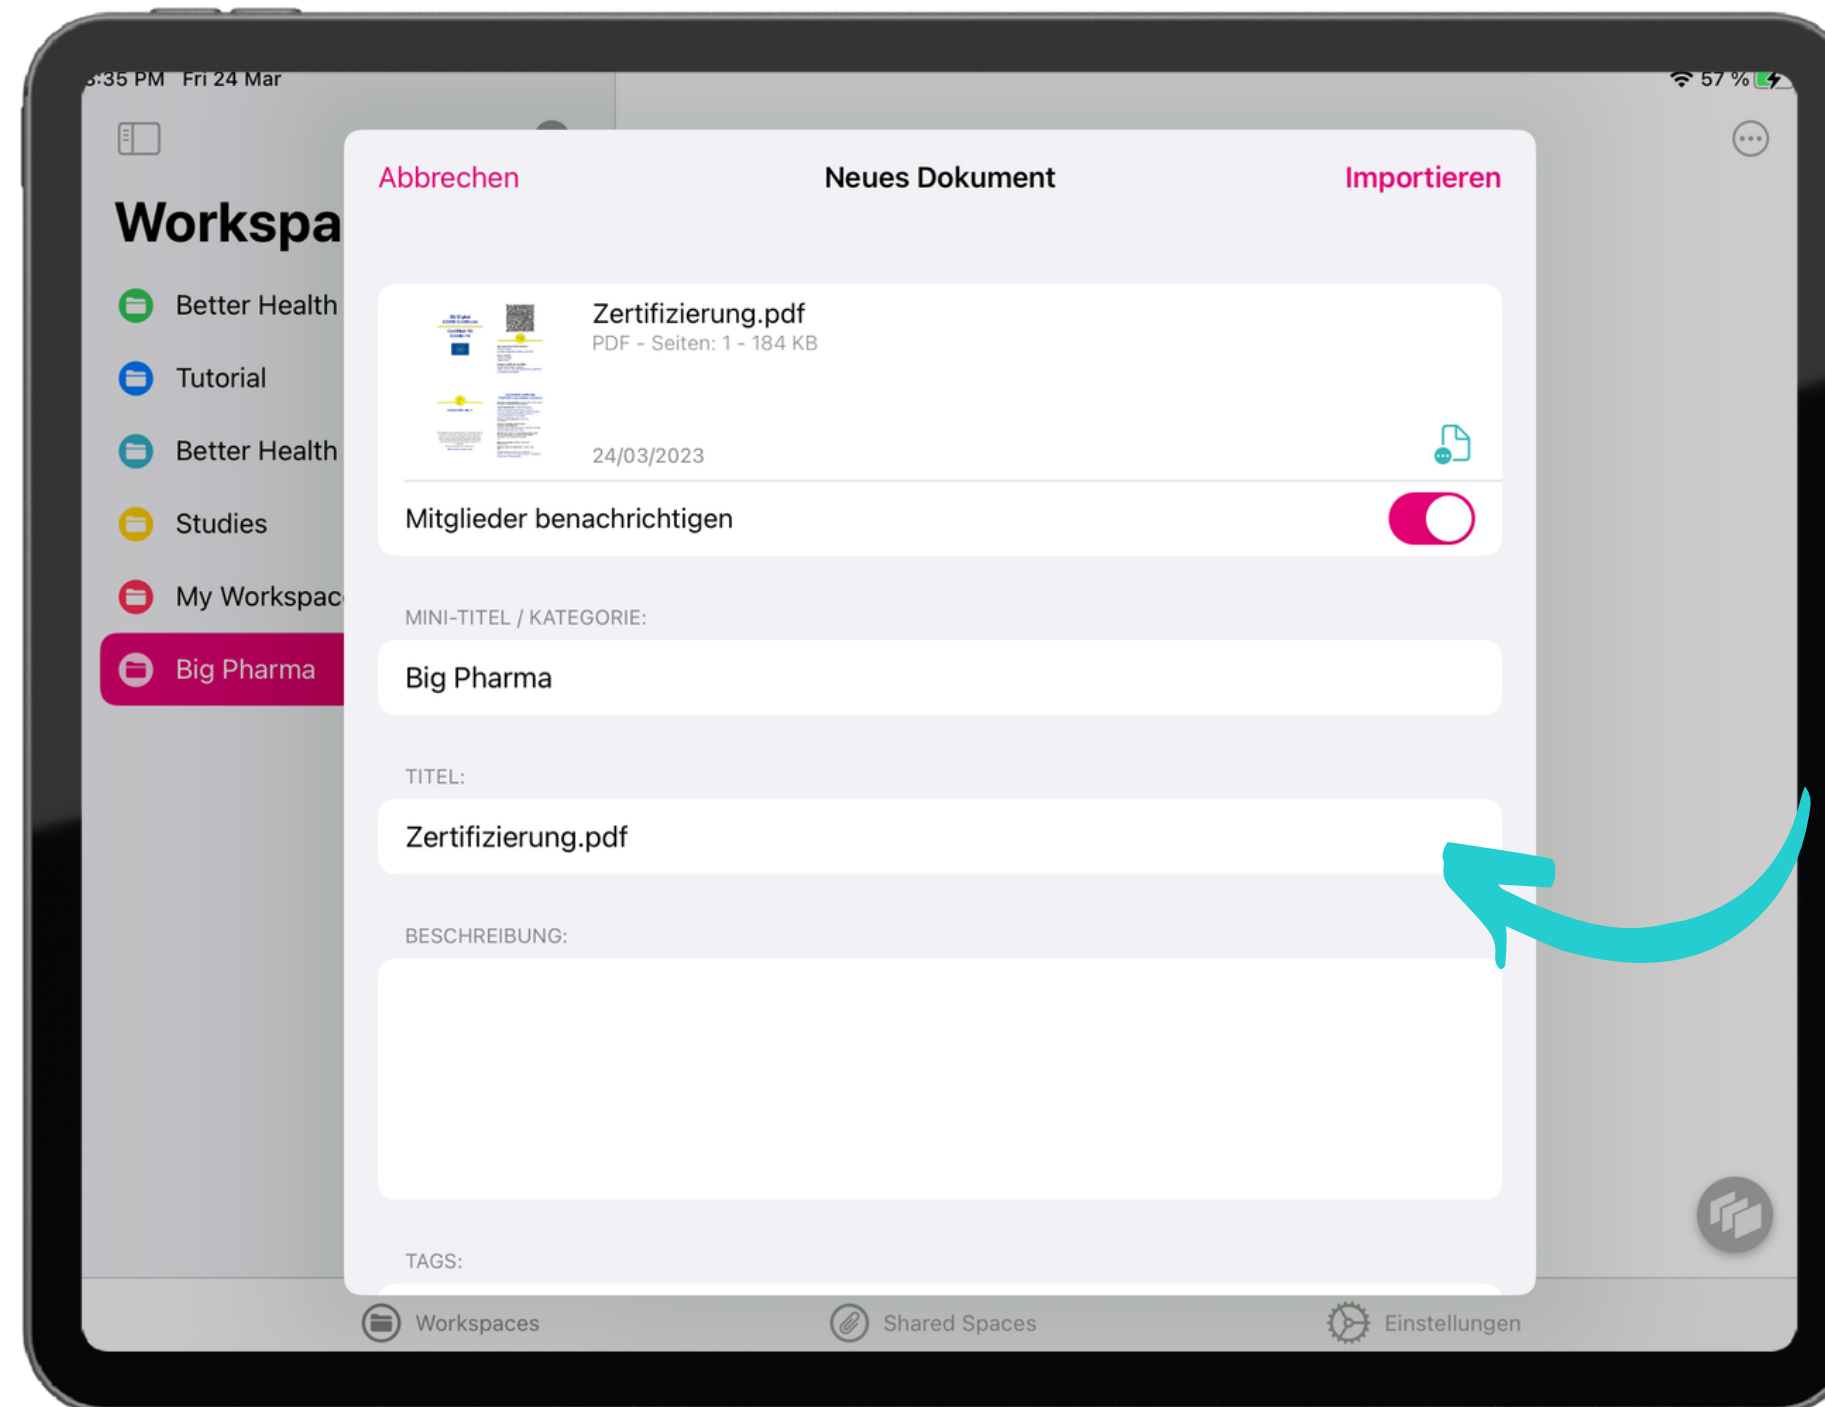 :35 PM Fri 24 Mar
57 %
Workspa
Better Health
Tutorial
Better Health
Studies
My Workspac
Big Pharma
Abbrechen
Neues Dokument
Importieren
Zertifizierung.pdf
PDF - Seiten: 1 - 184 KB
24/03/2023
Mitglieder benachrichtigen
MINI-TITEL / KATEGORIE:
Big Pharma
TITEL:
Zertifizierung.pdf
BESCHREIBUNG:
TAGS:
Workspaces
Shared Spaces
Einstellungen